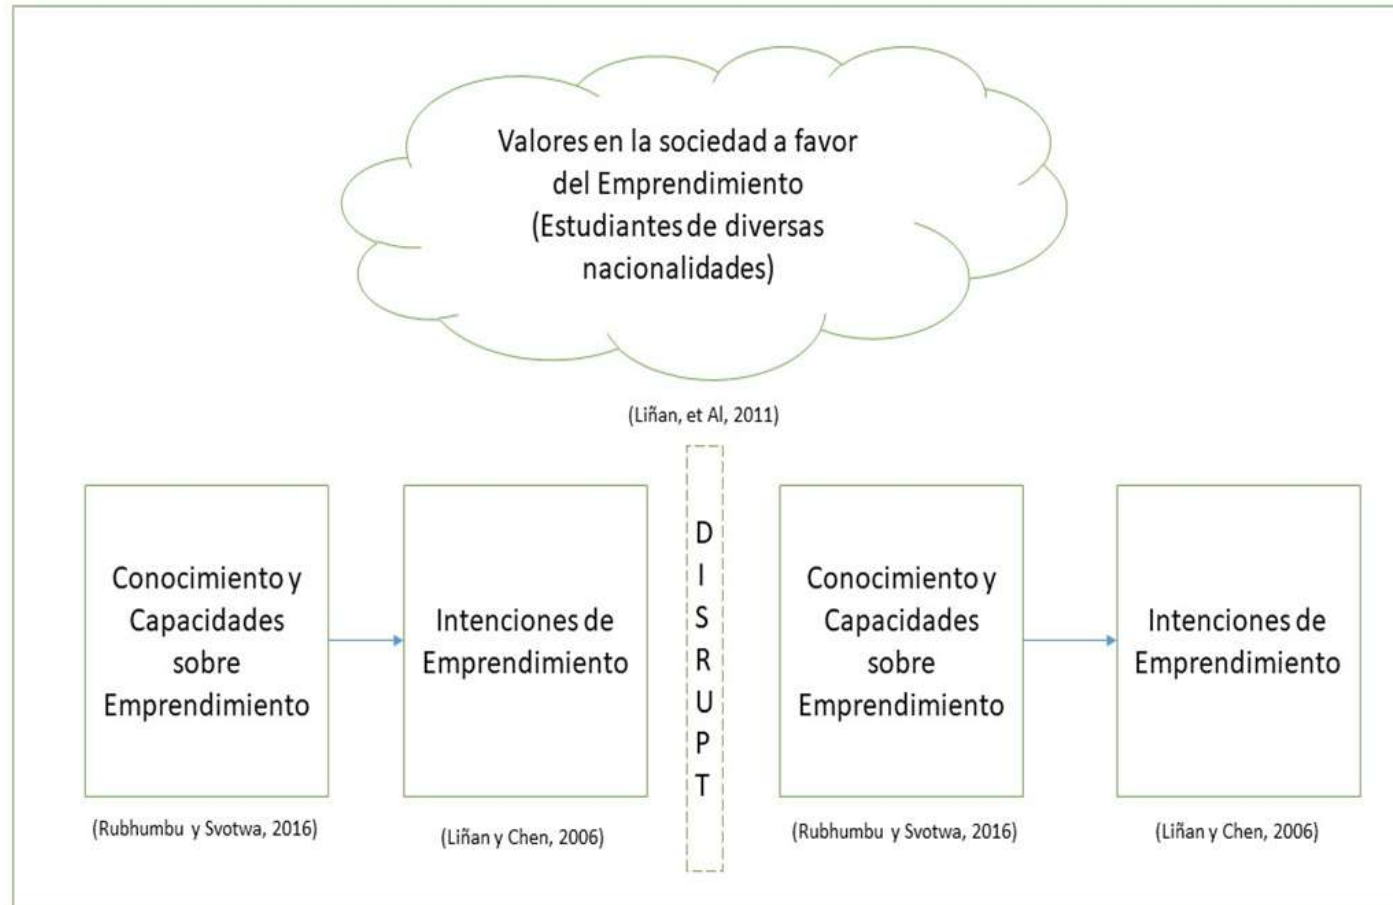 Valores en la sociedad a favor
del Emprendimiento
(Estudiantes de diversas
nacionalidades)
(Liñan, et Al, 2011)
Conocimiento y
Capacidades
sobre
Emprendimiento
(Rubhumbu y Svotwa, 2016)
Intenciones de
Emprendimiento
(Liñan y Chen, 2006)
D
I
S
R
U
P
T
Conocimiento y
Capacidades
sobre
Emprendimiento
(Rubhumbu y Svotwa, 2016)
Intenciones de
Emprendimiento
(Liñan y Chen, 2006)